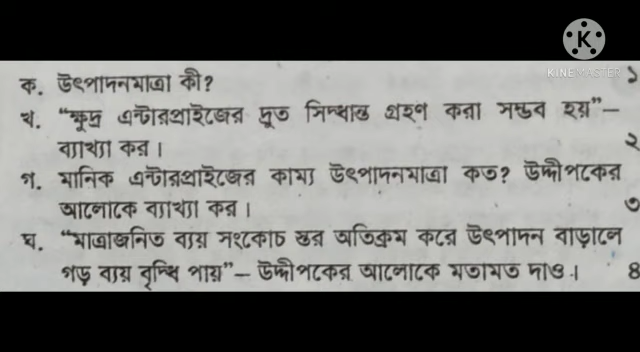 KINEMASTER
ক. উৎপাদনমাত্রা কী? ১
খ. “ক্ষুদ্র এন্টারপ্রাইজের দ্রুত সিদ্ধান্ত গ্রহণ করা সম্ভব হয়”–
ব্যাখ্যা কর। ২
গ. মানিক এন্টারপ্রাইজের কাম্য উৎপাদনমাত্রা কত? উদ্দীপকের
আলোকে ব্যাখ্যা কর। ৩
ঘ. “মাত্রাজনিত ব্যয় সংকোচ স্তর অতিক্রম করে উৎপাদন বাড়ালে
গড় ব্যয় বৃদ্ধি পায়”– উদ্দীপকের আলোকে মতামত দাও। ৪